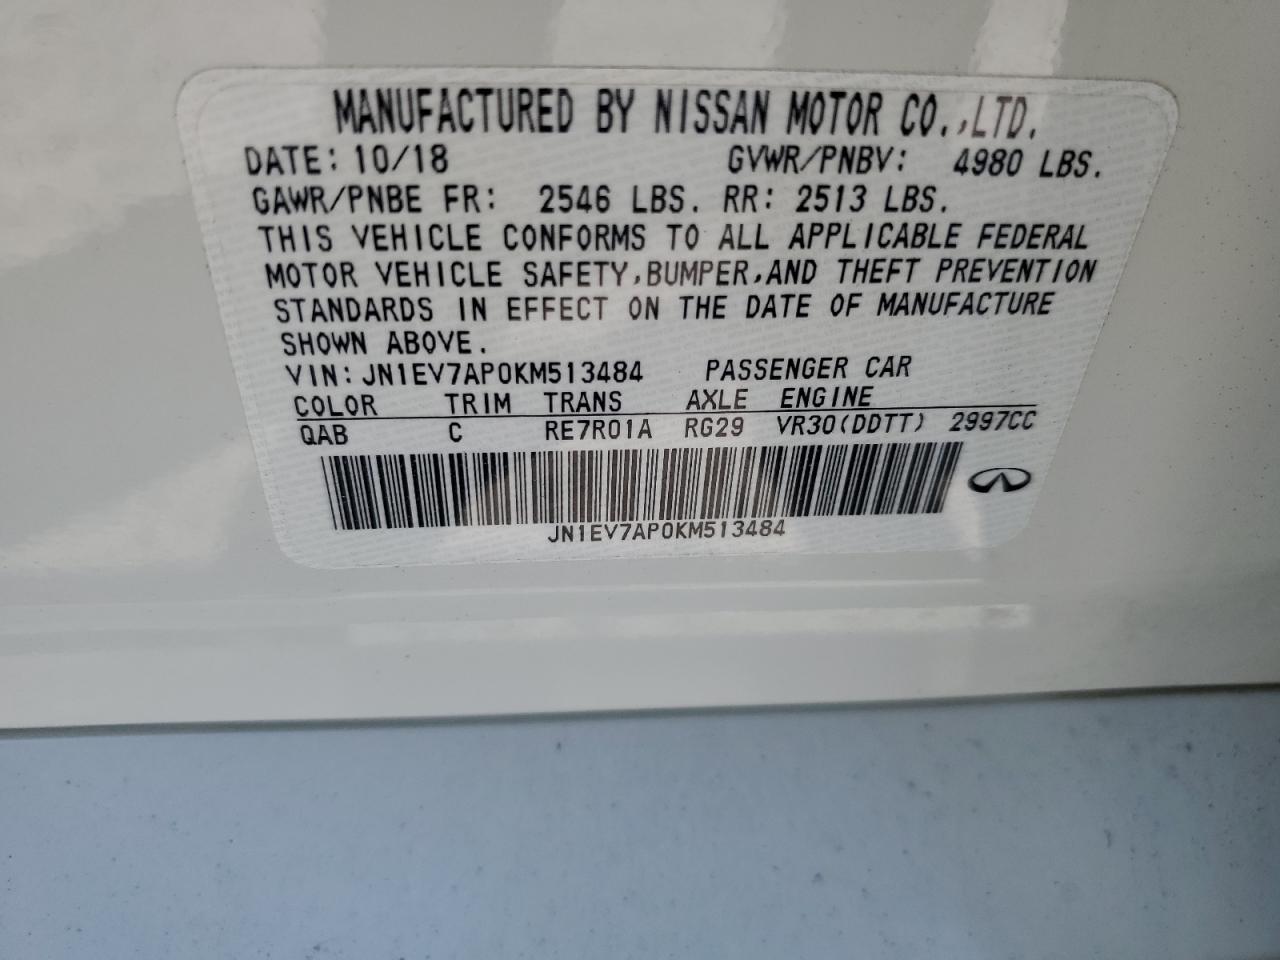 MANUFACTURED BY NISSAN MOTOR CO.,LTD.
DATE: 10/18 GVWR/PNBV: 4980 LBS.
GAWR/PNBE FR: 2546 LBS. RR: 2513 LBS.
THIS VEHICLE CONFORMS TO ALL APPLICABLE FEDERAL
MOTOR VEHICLE SAFETY,BUMPER,AND THEFT PREVENTION
STANDARDS IN EFFECT ON THE DATE OF MANUFACTURE
SHOWN ABOVE.
VIN: JN1EV7AP0KM513484 PASSENGER CAR
COLOR TRIM TRANS AXLE ENGINE
QAB C RE7R01A RG29 VR30(DDTT) 2997CC
JN1EV7AP0KM513484